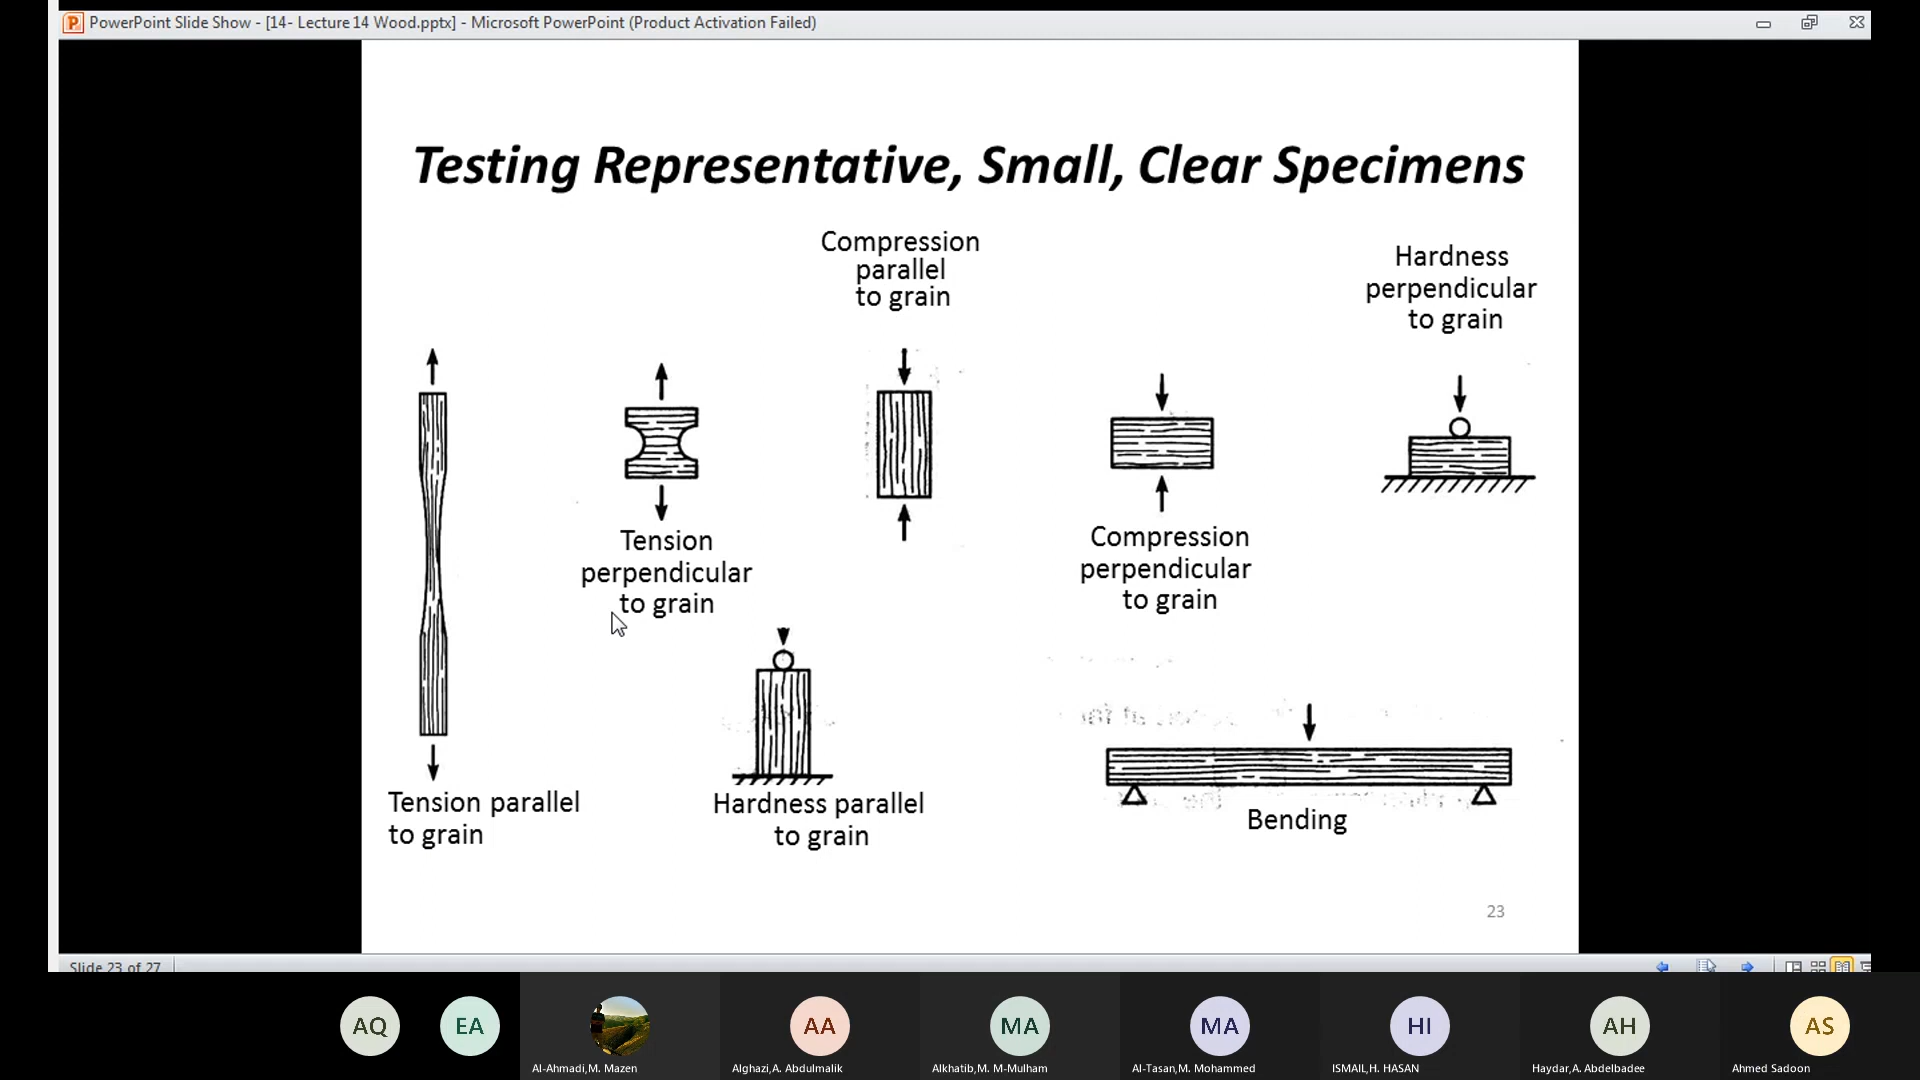 PowerPoint Slide Show - [14- Lecture 14 Wood.pptx] - Microsoft PowerPoint (Product Activation Failed)
Testing Representative, Small, Clear Specimens
Compression
parallel
to grain
Hardness
perpendicular
to grain
Tension
perpendicular
to grain
Compression
perpendicular
to grain
Tension parallel
to grain
Hardness parallel
to grain
Bending
23
Slide 23 of 27
AQ
EA
AA
MA
MA
HI
AH
AS
Al-Ahmadi,M. Mazen
Alghazi,A. Abdulmalik
Alkhatib,M. M-Mulham
Al-Tasan,M. Mohammed
ISMAIL,H. HASAN
Haydar,A. Abdelbadee
Ahmed Sadoon